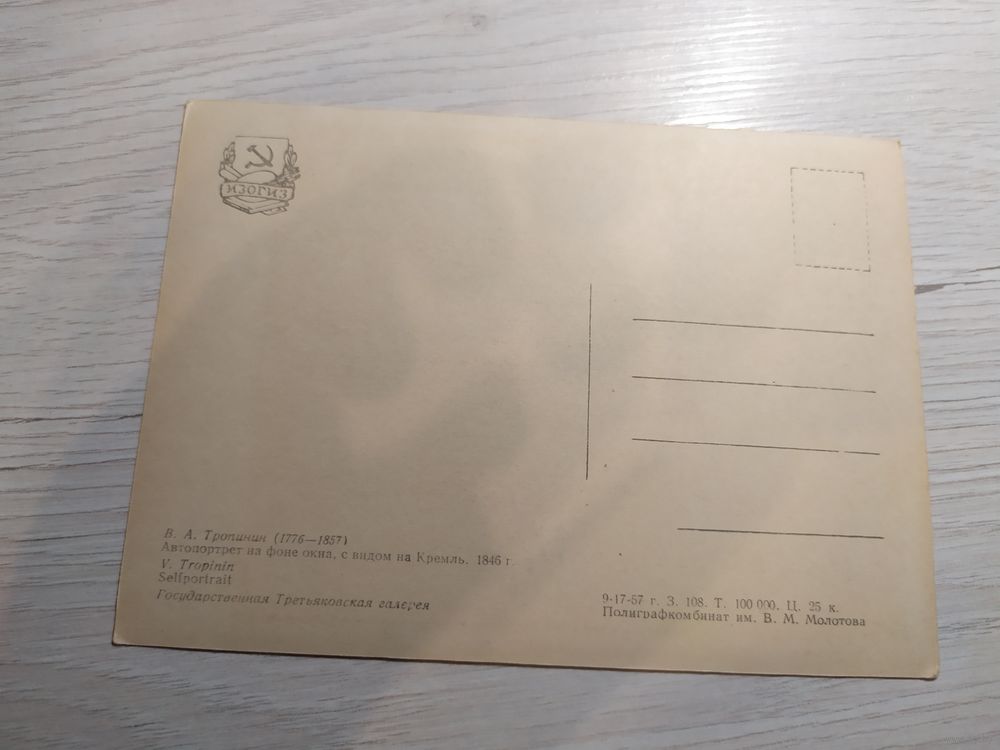 ИЗОГИЗ
В. А. Тропинин (1776—1857)
Автопортрет на фоне окна, с видом на Кремль. 1846 г.
V. Tropinin
Selfportrait
Государственная Третьяковская галерея
9-17-57 г. З. 108. Т. 100 000. Ц. 25 к.
Полиграфкомбинат им. В. М. Молотова